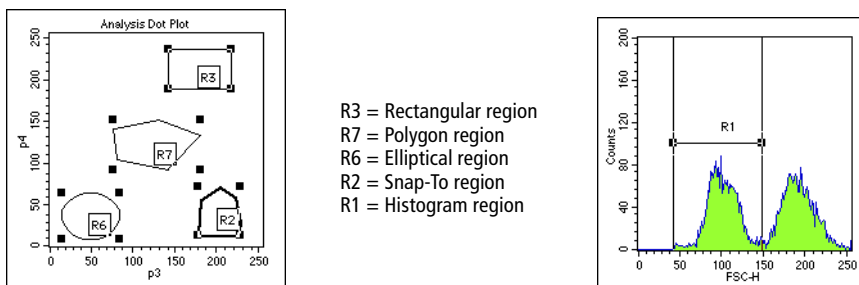 Analysis Dot Plot
250
200
150
100
50
0
p4
R3
R7
R6
R2
0 50 100 150 200 250
p3
R3 = Rectangular region
R7 = Polygon region
R6 = Elliptical region
R2 = Snap-To region
R1 = Histogram region
200
160
120
80
40
0
Counts
R1
0 50 100 150 200 250
FSC-H